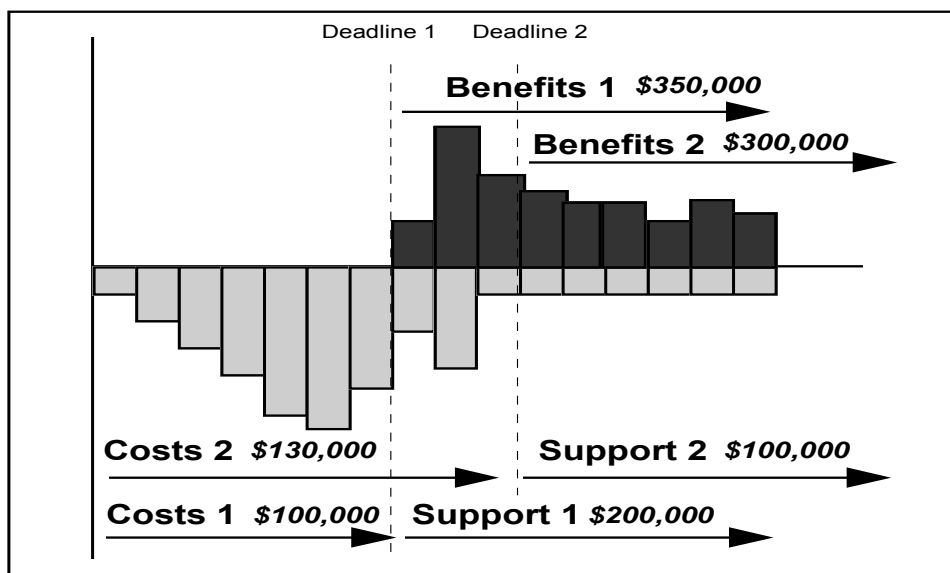 Deadline 1 Deadline 2
Benefits 1 $350,000
Benefits 2 $300,000
Costs 2 $130,000 Support 2 $100,000
Costs 1 $100,000 Support 1 $200,000